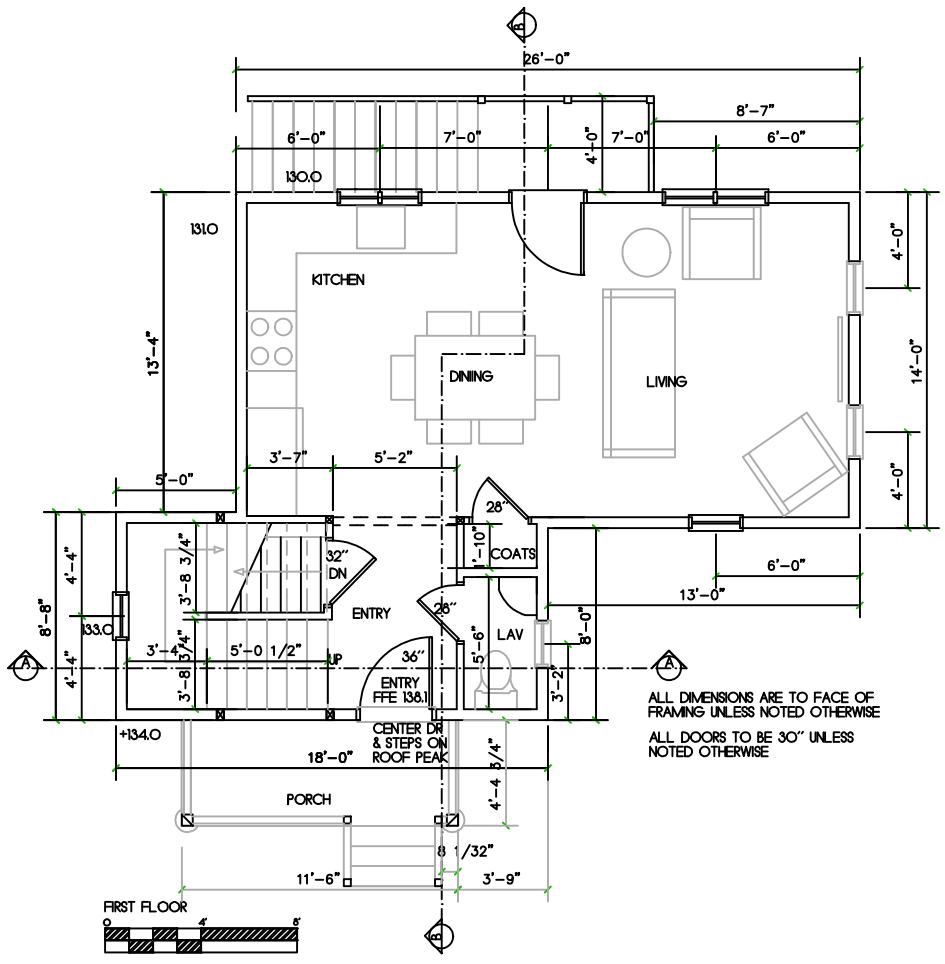 B
26'-0"
8'-7"
6'-0"
7'-0"
4'-0"
7'-0"
6'-0"
130.0
131.0
4'-0"
KITCHEN
13'-4"
14'-0"
DINING
LIVING
3'-7"
5'-2"
5'-0"
4'-0"
28"
4'-4"
3'-8 3/4"
32"
DN
1'-10"
COATS
6'-0"
13'-0"
8'-8"
133.0
ENTRY
28"
8'-0"
LAV
3'-4"
5'-0 1/2"
UP
36"
5'-6"
A
4'-4"
3'-8 3/4"
ENTRY
FFE 138.1
3'-2"
A
ALL DIMENSIONS ARE TO FACE OF
FRAMING UNLESS NOTED OTHERWISE
ALL DOORS TO BE 30" UNLESS
NOTED OTHERWISE
+134.0
CENTER DR
& STEPS ON
ROOF PEAK
18'-0"
4'-4 3/4"
PORCH
8 1/32"
11'-6"
3'-9"
FIRST FLOOR
0 4' 8'
B